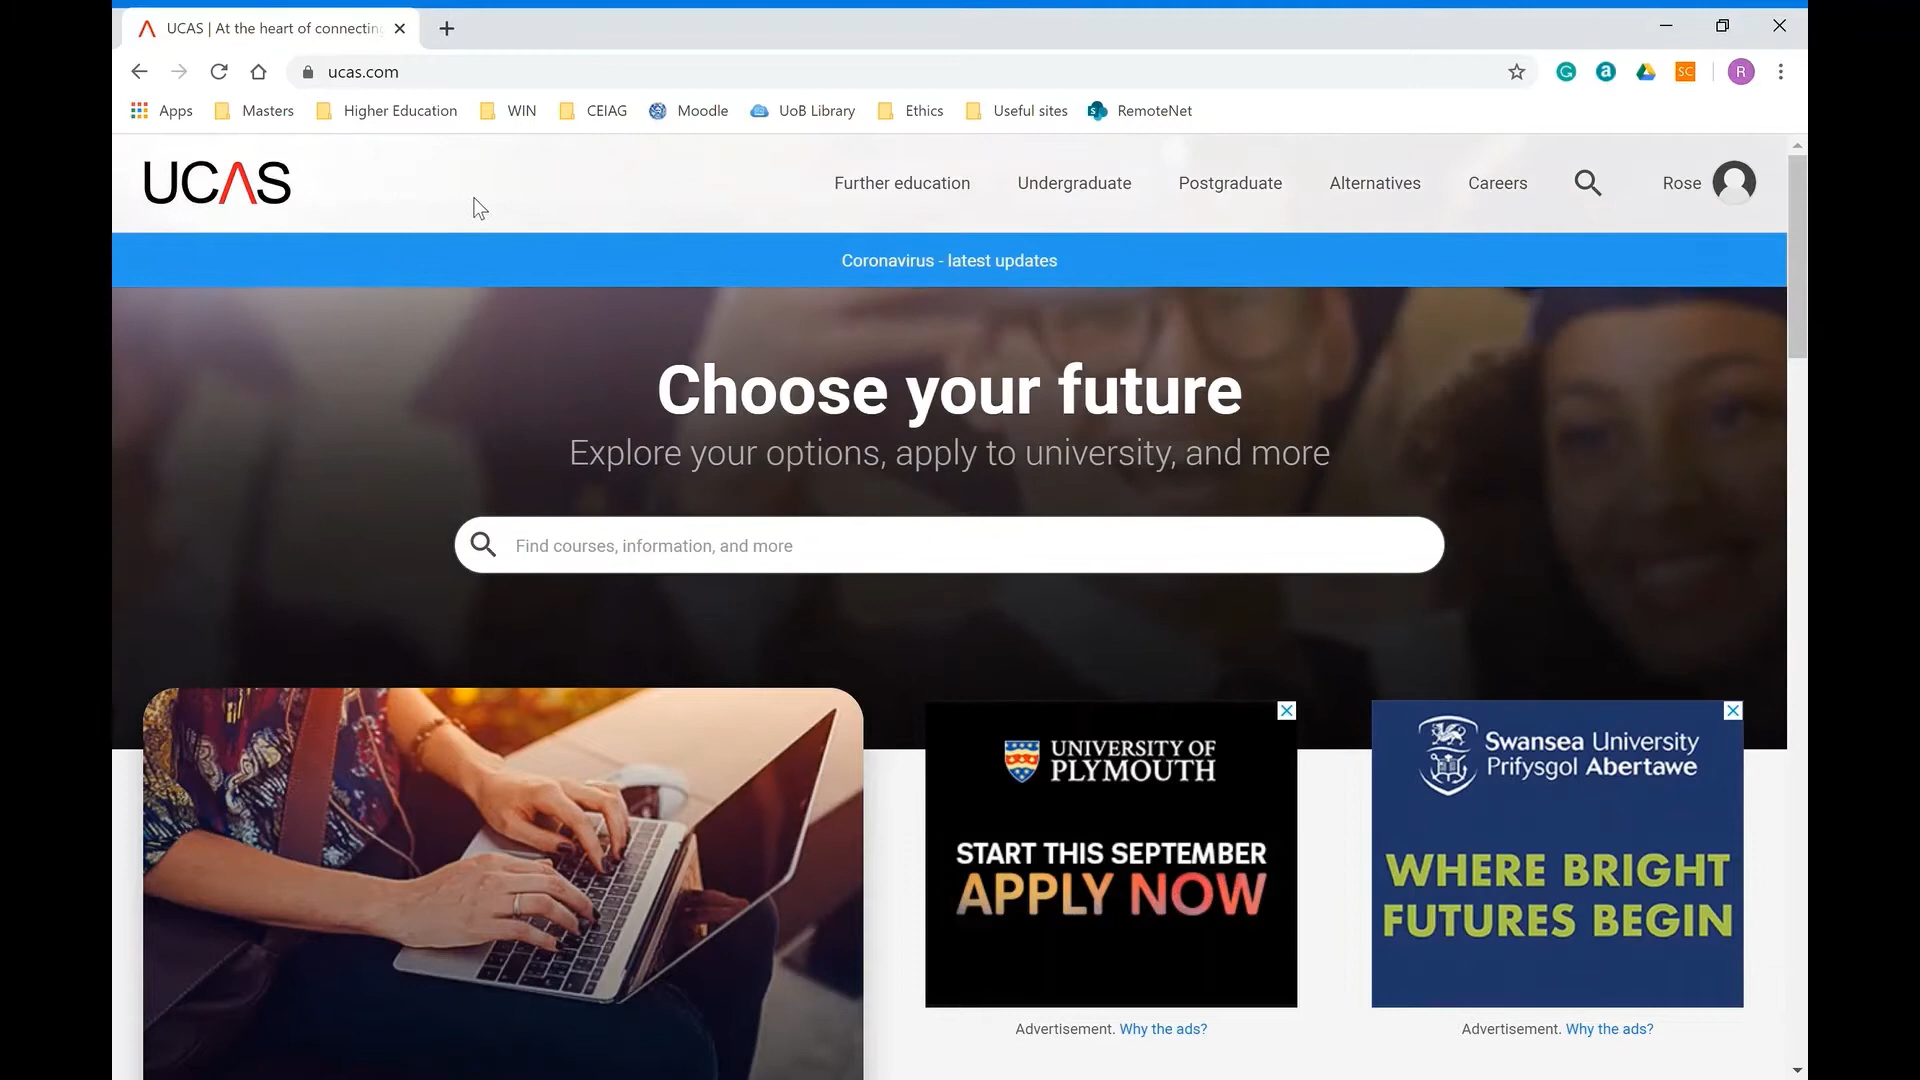 UCAS | At the heart of connecting
ucas.com
R
Apps
Masters
Higher Education
WIN
CEIAG
Moodle
UoB Library
Ethics
Useful sites
RemoteNet
UCAS
Further education
Undergraduate
Postgraduate
Alternatives
Careers
Rose
Coronavirus - latest updates
Choose your future
Explore your options, apply to university, and more
Find courses, information, and more
UNIVERSITY OF
PLYMOUTH
START THIS SEPTEMBER
APPLY NOW
Advertisement. Why the ads?
Swansea University
Prifysgol Abertawe
WHERE BRIGHT
FUTURES BEGIN
Advertisement. Why the ads?